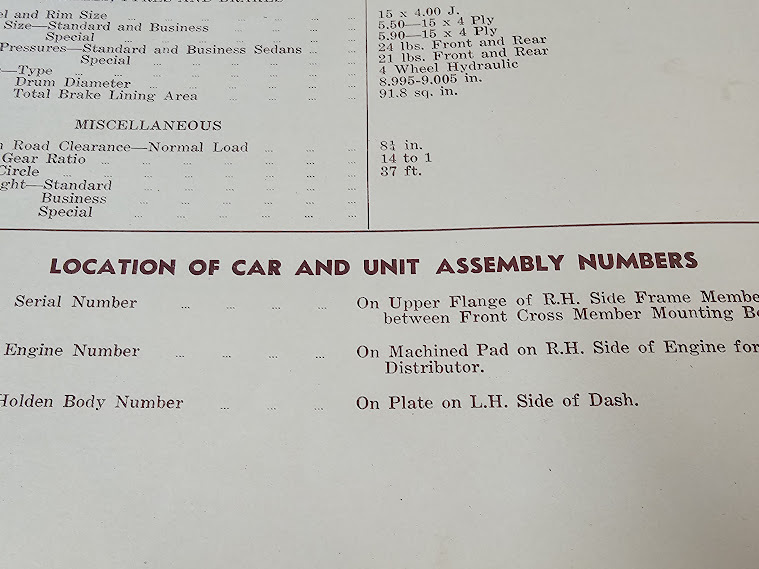 TYRES AND BRAKES
and Rim Size ... ... ... ... ... ... 15 x 4.00 J.
Size—Standard and Business ... ... ... 5.50—15 x 4 Ply
Special ... ... ... ... ... ... 5.90—15 x 4 Ply
Pressures—Standard and Business Sedans ... ... 24 lbs. Front and Rear
Special ... ... ... ... ... 21 lbs. Front and Rear
—Type ... ... ... ... ... ... ... 4 Wheel Hydraulic
Drum Diameter ... ... ... ... ... 8.995-9.005 in.
Total Brake Lining Area ... ... ... ... 91.8 sq. in.
MISCELLANEOUS
Road Clearance—Normal Load ... ... ... 8¾ in.
Gear Ratio ... ... ... ... ... ... ... 14 to 1
Circle ... ... ... ... ... ... ... 37 ft.
ght—Standard ... ... ... ... ... ...
Business ... ... ... ... ... ...
Special ... ... ... ... ... ...
LOCATION OF CAR AND UNIT ASSEMBLY NUMBERS
Serial Number ... ... ... ... On Upper Flange of R.H. Side Frame Membe
between Front Cross Member Mounting B
Engine Number ... ... ... ... On Machined Pad on R.H. Side of Engine for
Distributor.
Holden Body Number ... ... ... On Plate on L.H. Side of Dash.